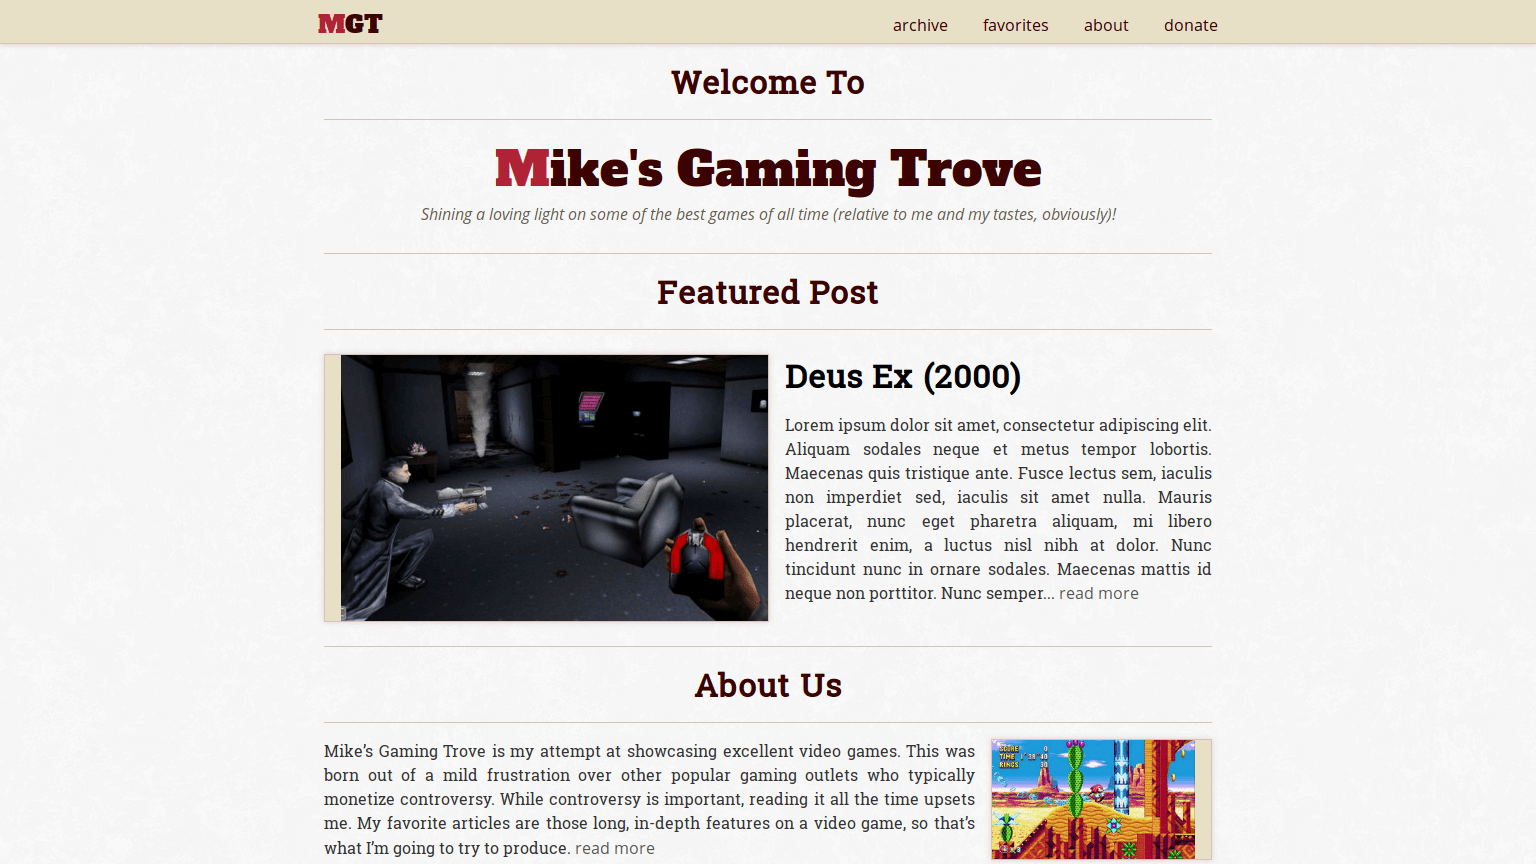 MGT
archive favorites about donate
Welcome To
Mike's Gaming Trove
Shining a loving light on some of the best games of all time (relative to me and my tastes, obviously)!
Featured Post
Deus Ex (2000)
Lorem ipsum dolor sit amet, consectetur adipiscing elit.
Aliquam sodales neque et metus tempor lobortis.
Maecenas quis tristique ante. Fusce lectus sem, iaculis
non imperdiet sed, iaculis sit amet nulla. Mauris
placerat, nunc eget pharetra aliquam, mi libero
hendrerit enim, a luctus nisl nibh at dolor. Nunc
tincidunt nunc in ornare sodales. Maecenas mattis id
neque non porttitor. Nunc semper... read more
About Us
Mike’s Gaming Trove is my attempt at showcasing excellent video games. This was
born out of a mild frustration over other popular gaming outlets who typically
monetize controversy. While controversy is important, reading it all the time upsets
me. My favorite articles are those long, in-depth features on a video game, so that’s
what I’m going to try to produce. read more
SCORE 0
TIME 1'38"40
RINGS 30